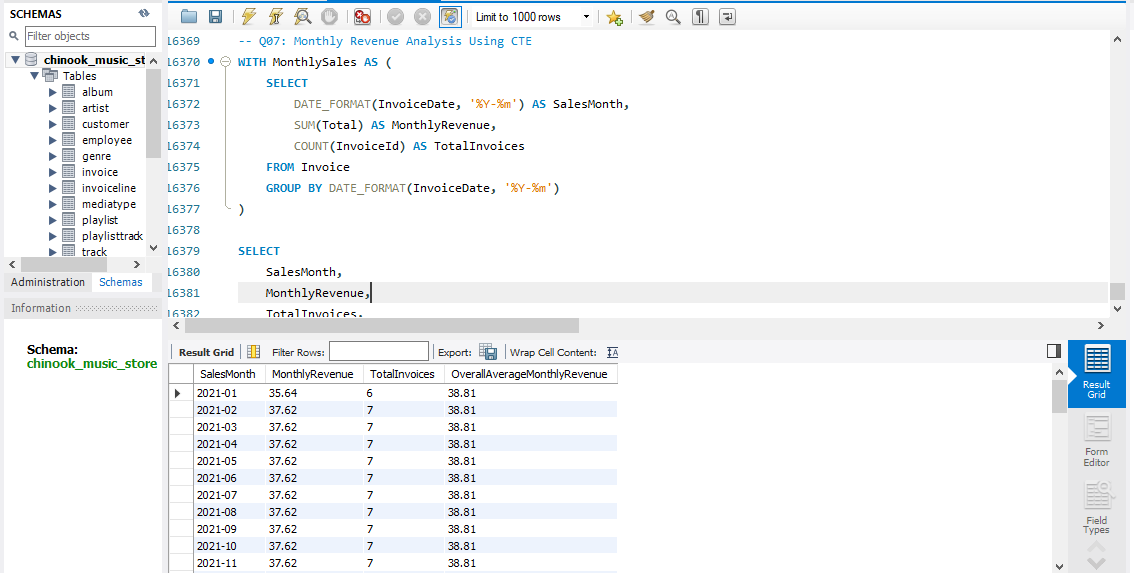 SCHEMAS
Filter objects
chinook_music_st
Tables
album
artist
customer
employee
genre
invoice
invoiceline
mediatype
playlist
playlisttrack
track
Administration Schemas
Information
Schema:
chinook_music_store
Limit to 1000 rows
16369 -- Q07: Monthly Revenue Analysis Using CTE
16370 WITH MonthlySales AS (
16371 SELECT
16372 DATE_FORMAT(InvoiceDate, '%Y-%m') AS SalesMonth,
16373 SUM(Total) AS MonthlyRevenue,
16374 COUNT(InvoiceId) AS TotalInvoices
16375 FROM Invoice
16376 GROUP BY DATE_FORMAT(InvoiceDate, '%Y-%m')
16377 )
16378
16379 SELECT
16380 SalesMonth,
16381 MonthlyRevenue,
16382 TotalInvoices,
Result Grid Filter Rows: Export: Wrap Cell Content:
SalesMonth MonthlyRevenue TotalInvoices OverallAverageMonthlyRevenue
2021-01 35.64 6 38.81
2021-02 37.62 7 38.81
2021-03 37.62 7 38.81
2021-04 37.62 7 38.81
2021-05 37.62 7 38.81
2021-06 37.62 7 38.81
2021-07 37.62 7 38.81
2021-08 37.62 7 38.81
2021-09 37.62 7 38.81
2021-10 37.62 7 38.81
2021-11 37.62 7 38.81
Result
Grid
Form
Editor
Field
Types